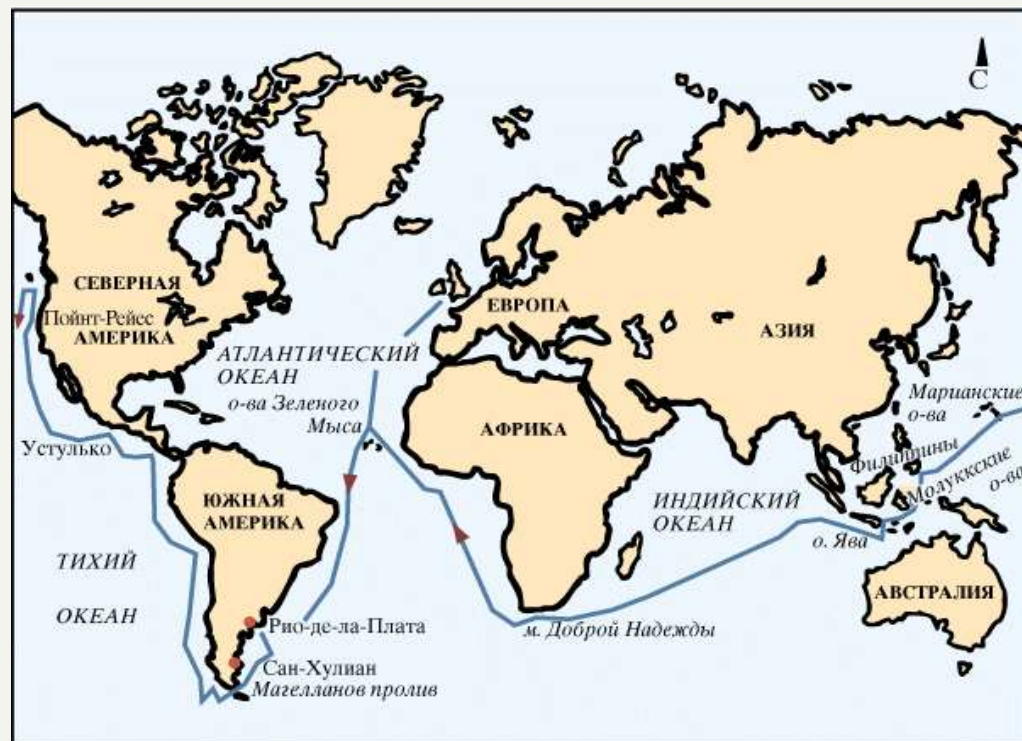 С
СЕВЕРНАЯ
Пойнт-Рейес
АМЕРИКА
ЕВРОПА
АЗИЯ
АТЛАНТИЧЕСКИЙ
ОКЕАН
о-ва Зеленого
Мыса
Марианские
о-ва
АФРИКА
Устулько
Филиппины
Молуккские
о-ва
ЮЖНАЯ
АМЕРИКА
ИНДИЙСКИЙ
ОКЕАН
о. Ява
ТИХИЙ
ОКЕАН
АВСТРАЛИЯ
Рио-де-ла-Плата
м. Доброй Надежды
Сан-Хулиан
Магелланов пролив